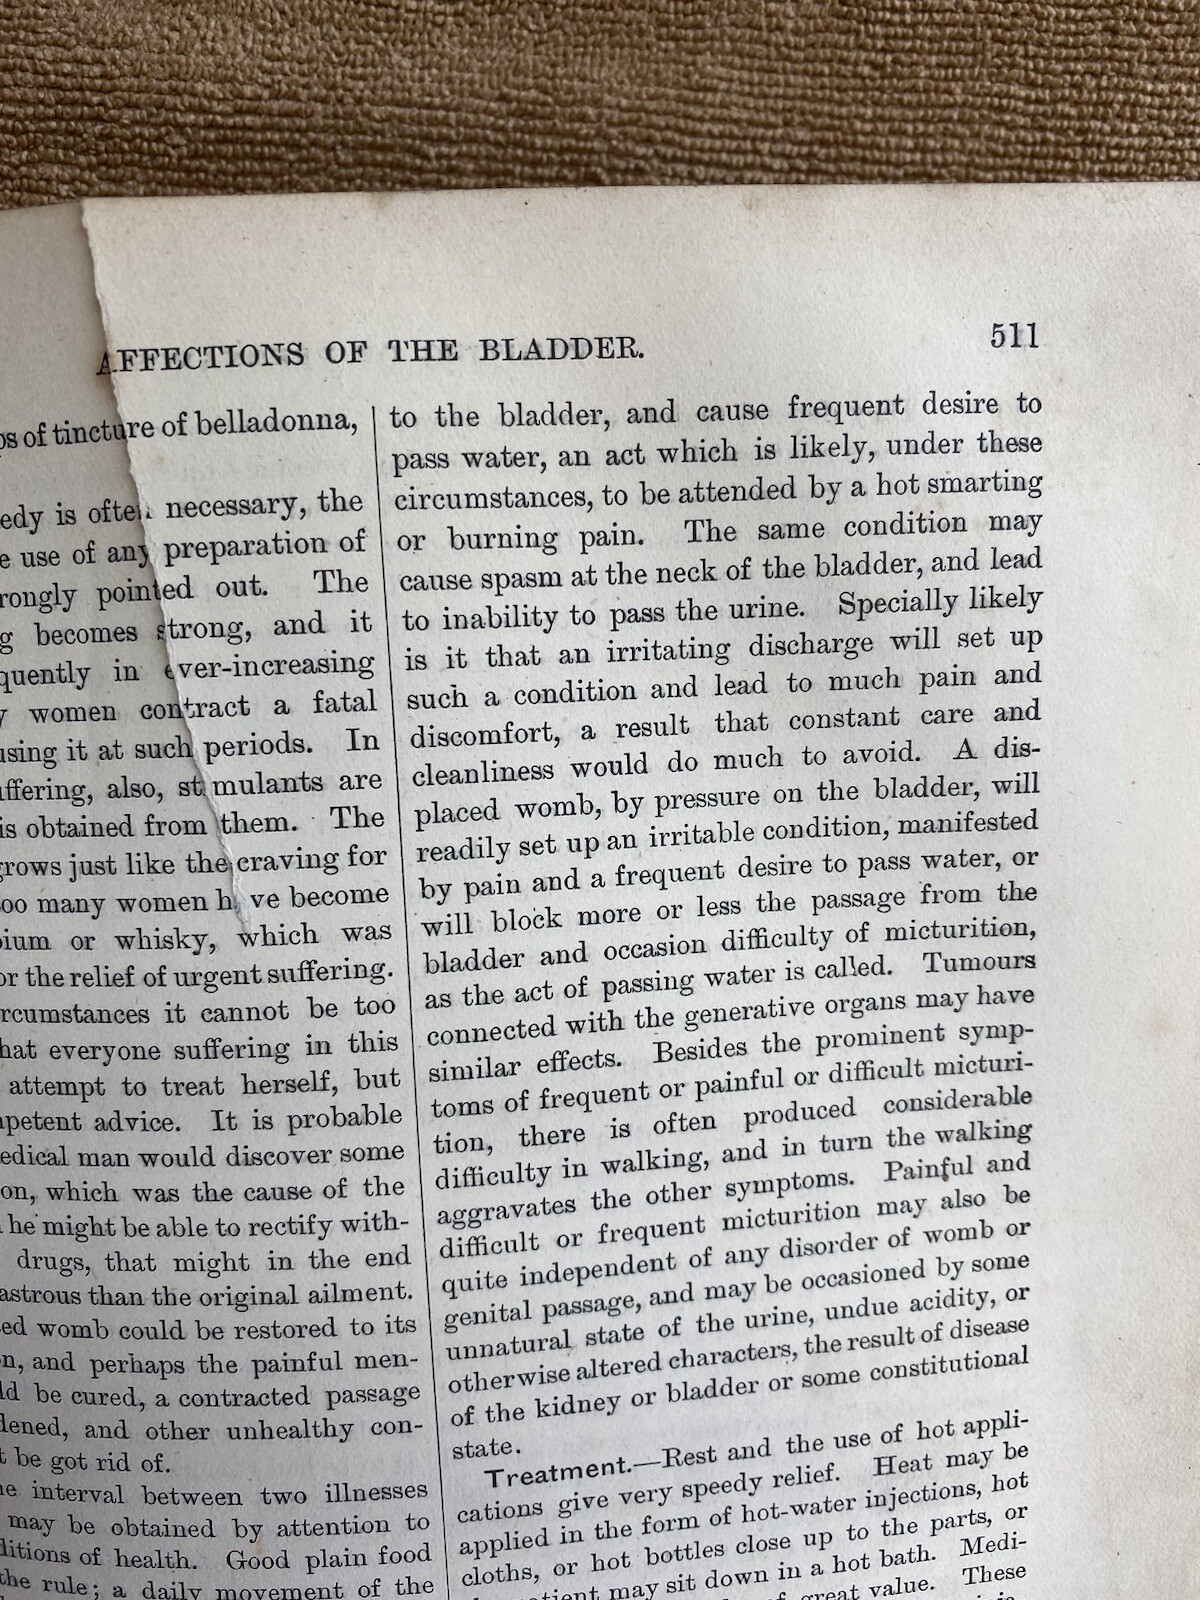 AFFECTIONS OF THE BLADDER.
511
of tincture of belladonna,
is often necessary, the
use of any preparation of
pointed out. The
becomes strong, and it
in ever-increasing
women contract a fatal
using it at such periods. In
also, stimulants are
is obtained from them. The
grows just like the craving for
too many women have become
or whisky, which was
for the relief of urgent suffering.
it cannot be too
that everyone suffering in this
attempt to treat herself, but
advice. It is probable
man would discover some
which was the cause of the
he might be able to rectify with-
drugs, that might in the end
than the original ailment.
womb could be restored to its
and perhaps the painful men-
be cured, a contracted passage
and other unhealthy con-
be got rid of.
interval between two illnesses
may be obtained by attention to
of health. Good plain food
the rule; a daily movement of the
to the bladder, and cause frequent desire to
pass water, an act which is likely, under these
circumstances, to be attended by a hot smarting
or burning pain. The same condition may
cause spasm at the neck of the bladder, and lead
to inability to pass the urine. Specially likely
is it that an irritating discharge will set up
such a condition and lead to much pain and
discomfort, a result that constant care and
cleanliness would do much to avoid. A dis-
placed womb, by pressure on the bladder, will
readily set up an irritable condition, manifested
by pain and a frequent desire to pass water, or
will block more or less the passage from the
bladder and occasion difficulty of micturition,
as the act of passing water is called. Tumours
connected with the generative organs may have
similar effects. Besides the prominent symp-
toms of frequent or painful or difficult micturi-
tion, there is often produced considerable
difficulty in walking, and in turn the walking
aggravates the other symptoms. Painful and
difficult or frequent micturition may also be
quite independent of any disorder of womb or
genital passage, and may be occasioned by some
unnatural state of the urine, undue acidity, or
otherwise altered characters, the result of disease
of the kidney or bladder or some constitutional
state.
Treatment.—Rest and the use of hot appli-
cations give very speedy relief. Heat may be
applied in the form of hot-water injections, hot
cloths, or hot bottles close up to the parts, or
may sit down in a hot bath. Medi-
of great value. These